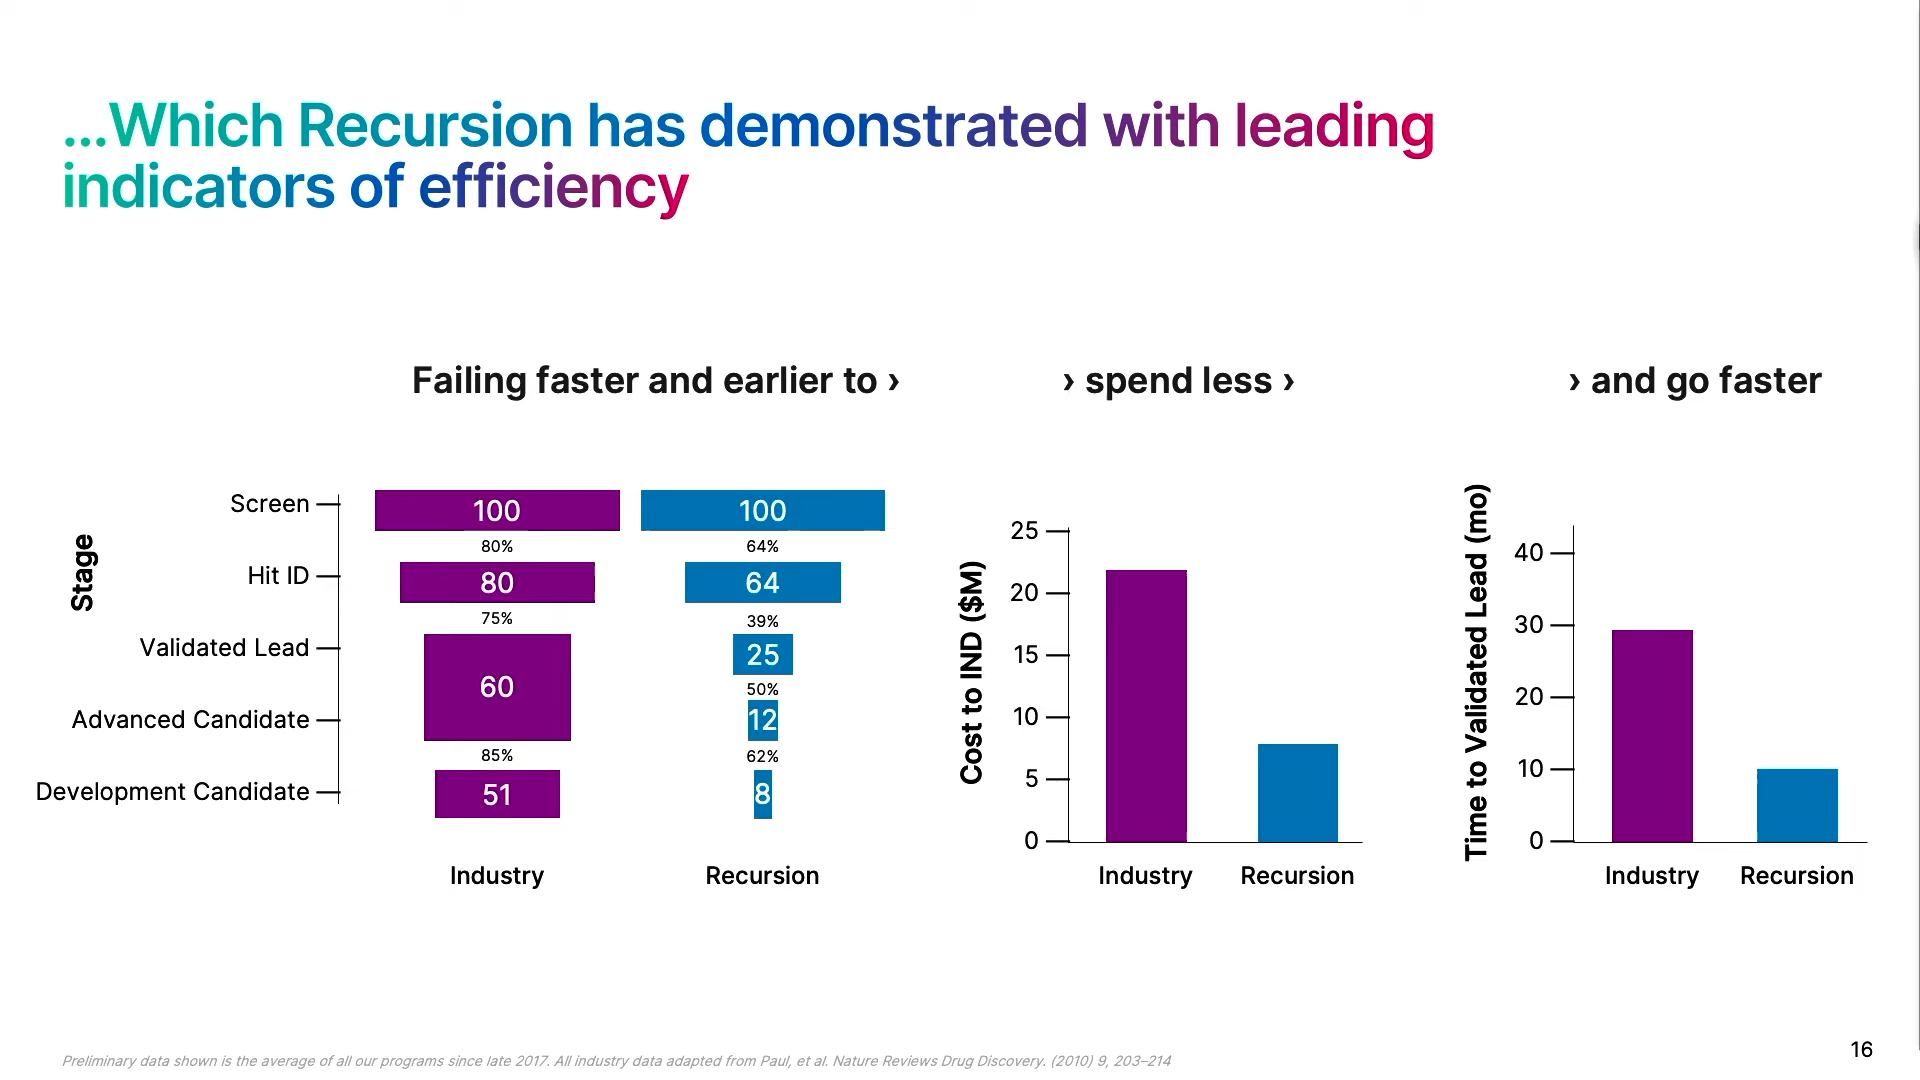 ...Which Recursion has demonstrated with leading
indicators of efficiency
Failing faster and earlier to ›
› spend less ›
› and go faster
Stage
Screen
Hit ID
Validated Lead
Advanced Candidate
Development Candidate
100
80%
80
75%
60
85%
51
Industry
100
64%
64
39%
25
50%
12
62%
8
Recursion
Cost to IND ($M)
25
20
15
10
5
0
Industry
Recursion
Time to Validated Lead (mo)
40
30
20
10
0
Industry
Recursion
Preliminary data shown is the average of all our programs since late 2017. All industry data adapted from Paul, et al. Nature Reviews Drug Discovery. (2010) 9, 203–214
16